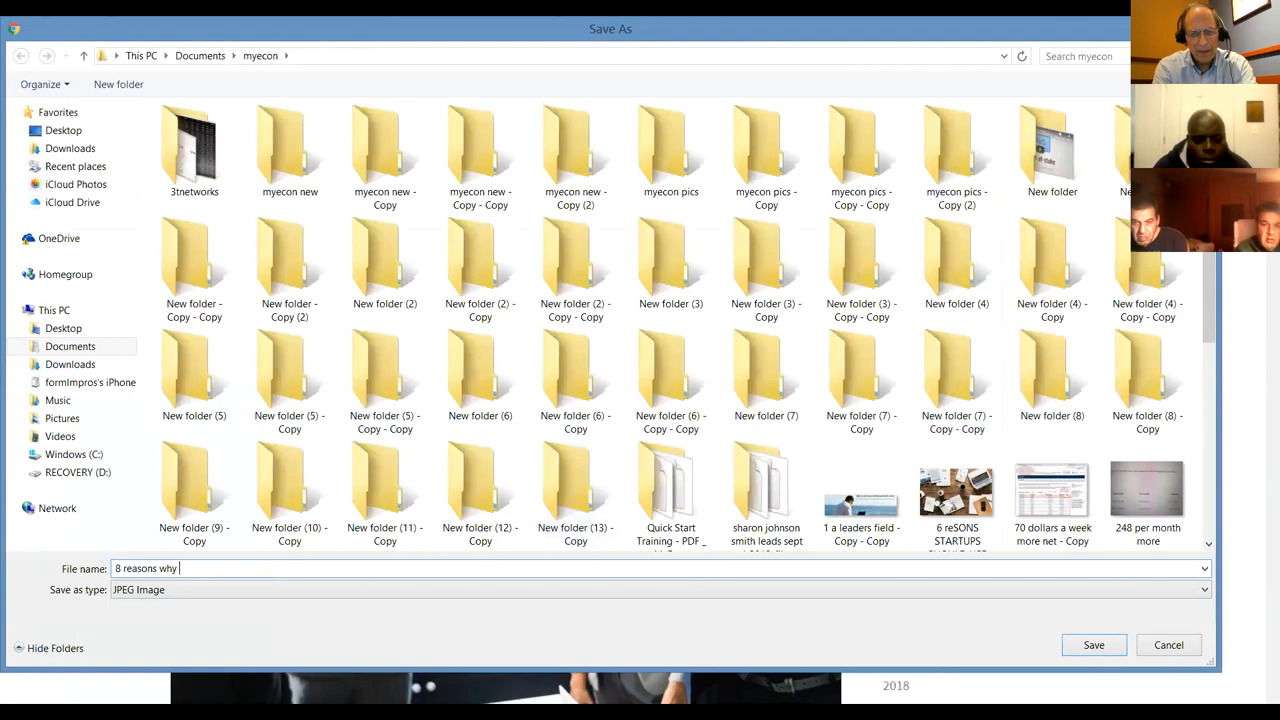 Save As
This PC Documents myecon
Search myecon
Organize New folder
Favorites
Desktop
Downloads
Recent places
iCloud Photos
iCloud Drive
OneDrive
Homegroup
This PC
Desktop
Documents
Downloads
formImpros's iPhone
Music
Pictures
Videos
Windows (C:)
RECOVERY (D:)
Network
3tnetworks
myecon new
myecon new -
Copy
myecon new -
Copy - Copy
myecon new -
Copy (2)
myecon pics
myecon pics -
Copy
myecon pics -
Copy - Copy
myecon pics -
Copy (2)
New folder
New folder -
Copy - Copy
New folder -
Copy (2)
New folder (2)
New folder (2) -
Copy
New folder (2) -
Copy - Copy
New folder (3)
New folder (3) -
Copy
New folder (3) -
Copy - Copy
New folder (4)
New folder (4) -
Copy
New folder (4) -
Copy - Copy
New folder (5)
New folder (5) -
Copy
New folder (5) -
Copy - Copy
New folder (6)
New folder (6) -
Copy
New folder (6) -
Copy - Copy
New folder (7)
New folder (7) -
Copy
New folder (7) -
Copy - Copy
New folder (8)
New folder (8) -
Copy
New folder (9) -
Copy
New folder (10) -
Copy
New folder (11) -
Copy
New folder (12) -
Copy
New folder (13) -
Copy
Quick Start
Training - PDF _
sharon johnson
smith leads sept
1 a leaders field -
Copy - Copy
6 reSONS
STARTUPS
70 dollars a week
more net - Copy
248 per month
more
File name: 8 reasons why
Save as type: JPEG Image
Hide Folders
Save Cancel
2018